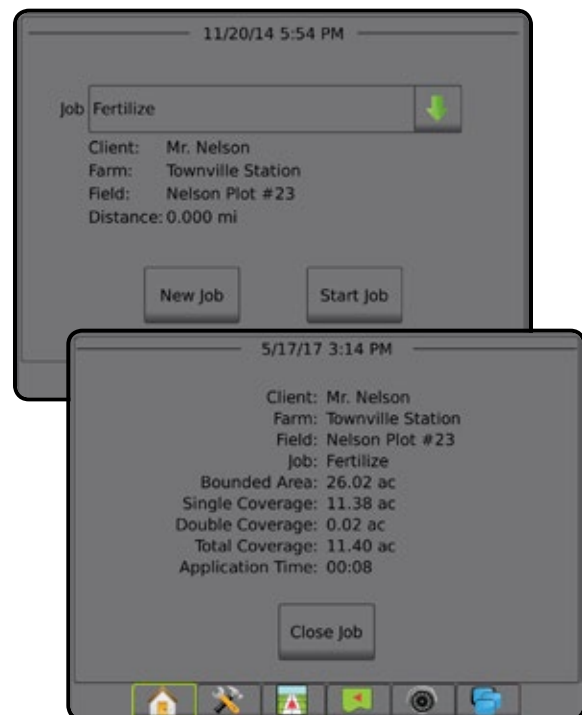 11/20/14 5:54 PM
Job Fertilize
Client: Mr. Nelson
Farm: Townville Station
Field: Nelson Plot #23
Distance: 0.000 mi
New Job Start Job
5/17/17 3:14 PM
Client: Mr. Nelson
Farm: Townville Station
Field: Nelson Plot #23
Job: Fertilize
Bounded Area: 26.02 ac
Single Coverage: 11.38 ac
Double Coverage: 0.02 ac
Total Coverage: 11.40 ac
Application Time: 00:08
Close Job